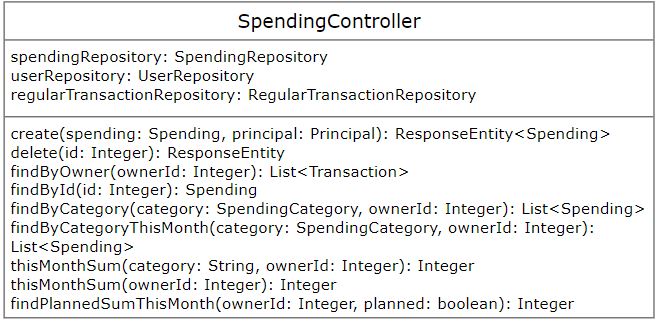 SpendingController
spendingRepository: SpendingRepository
userRepository: UserRepository
regularTransactionRepository: RegularTransactionRepository
create(spending: Spending, principal: Principal): ResponseEntity<Spending>
delete(id: Integer): ResponseEntity
findByOwner(ownerId: Integer): List<Transaction>
findById(id: Integer): Spending
findByCategory(category: SpendingCategory, ownerId: Integer): List<Spending>
findByCategoryThisMonth(category: SpendingCategory, ownerId: Integer):
List<Spending>
thisMonthSum(category: String, ownerId: Integer): Integer
thisMonthSum(ownerId: Integer): Integer
findPlannedSumThisMonth(ownerId: Integer, planned: boolean): Integer